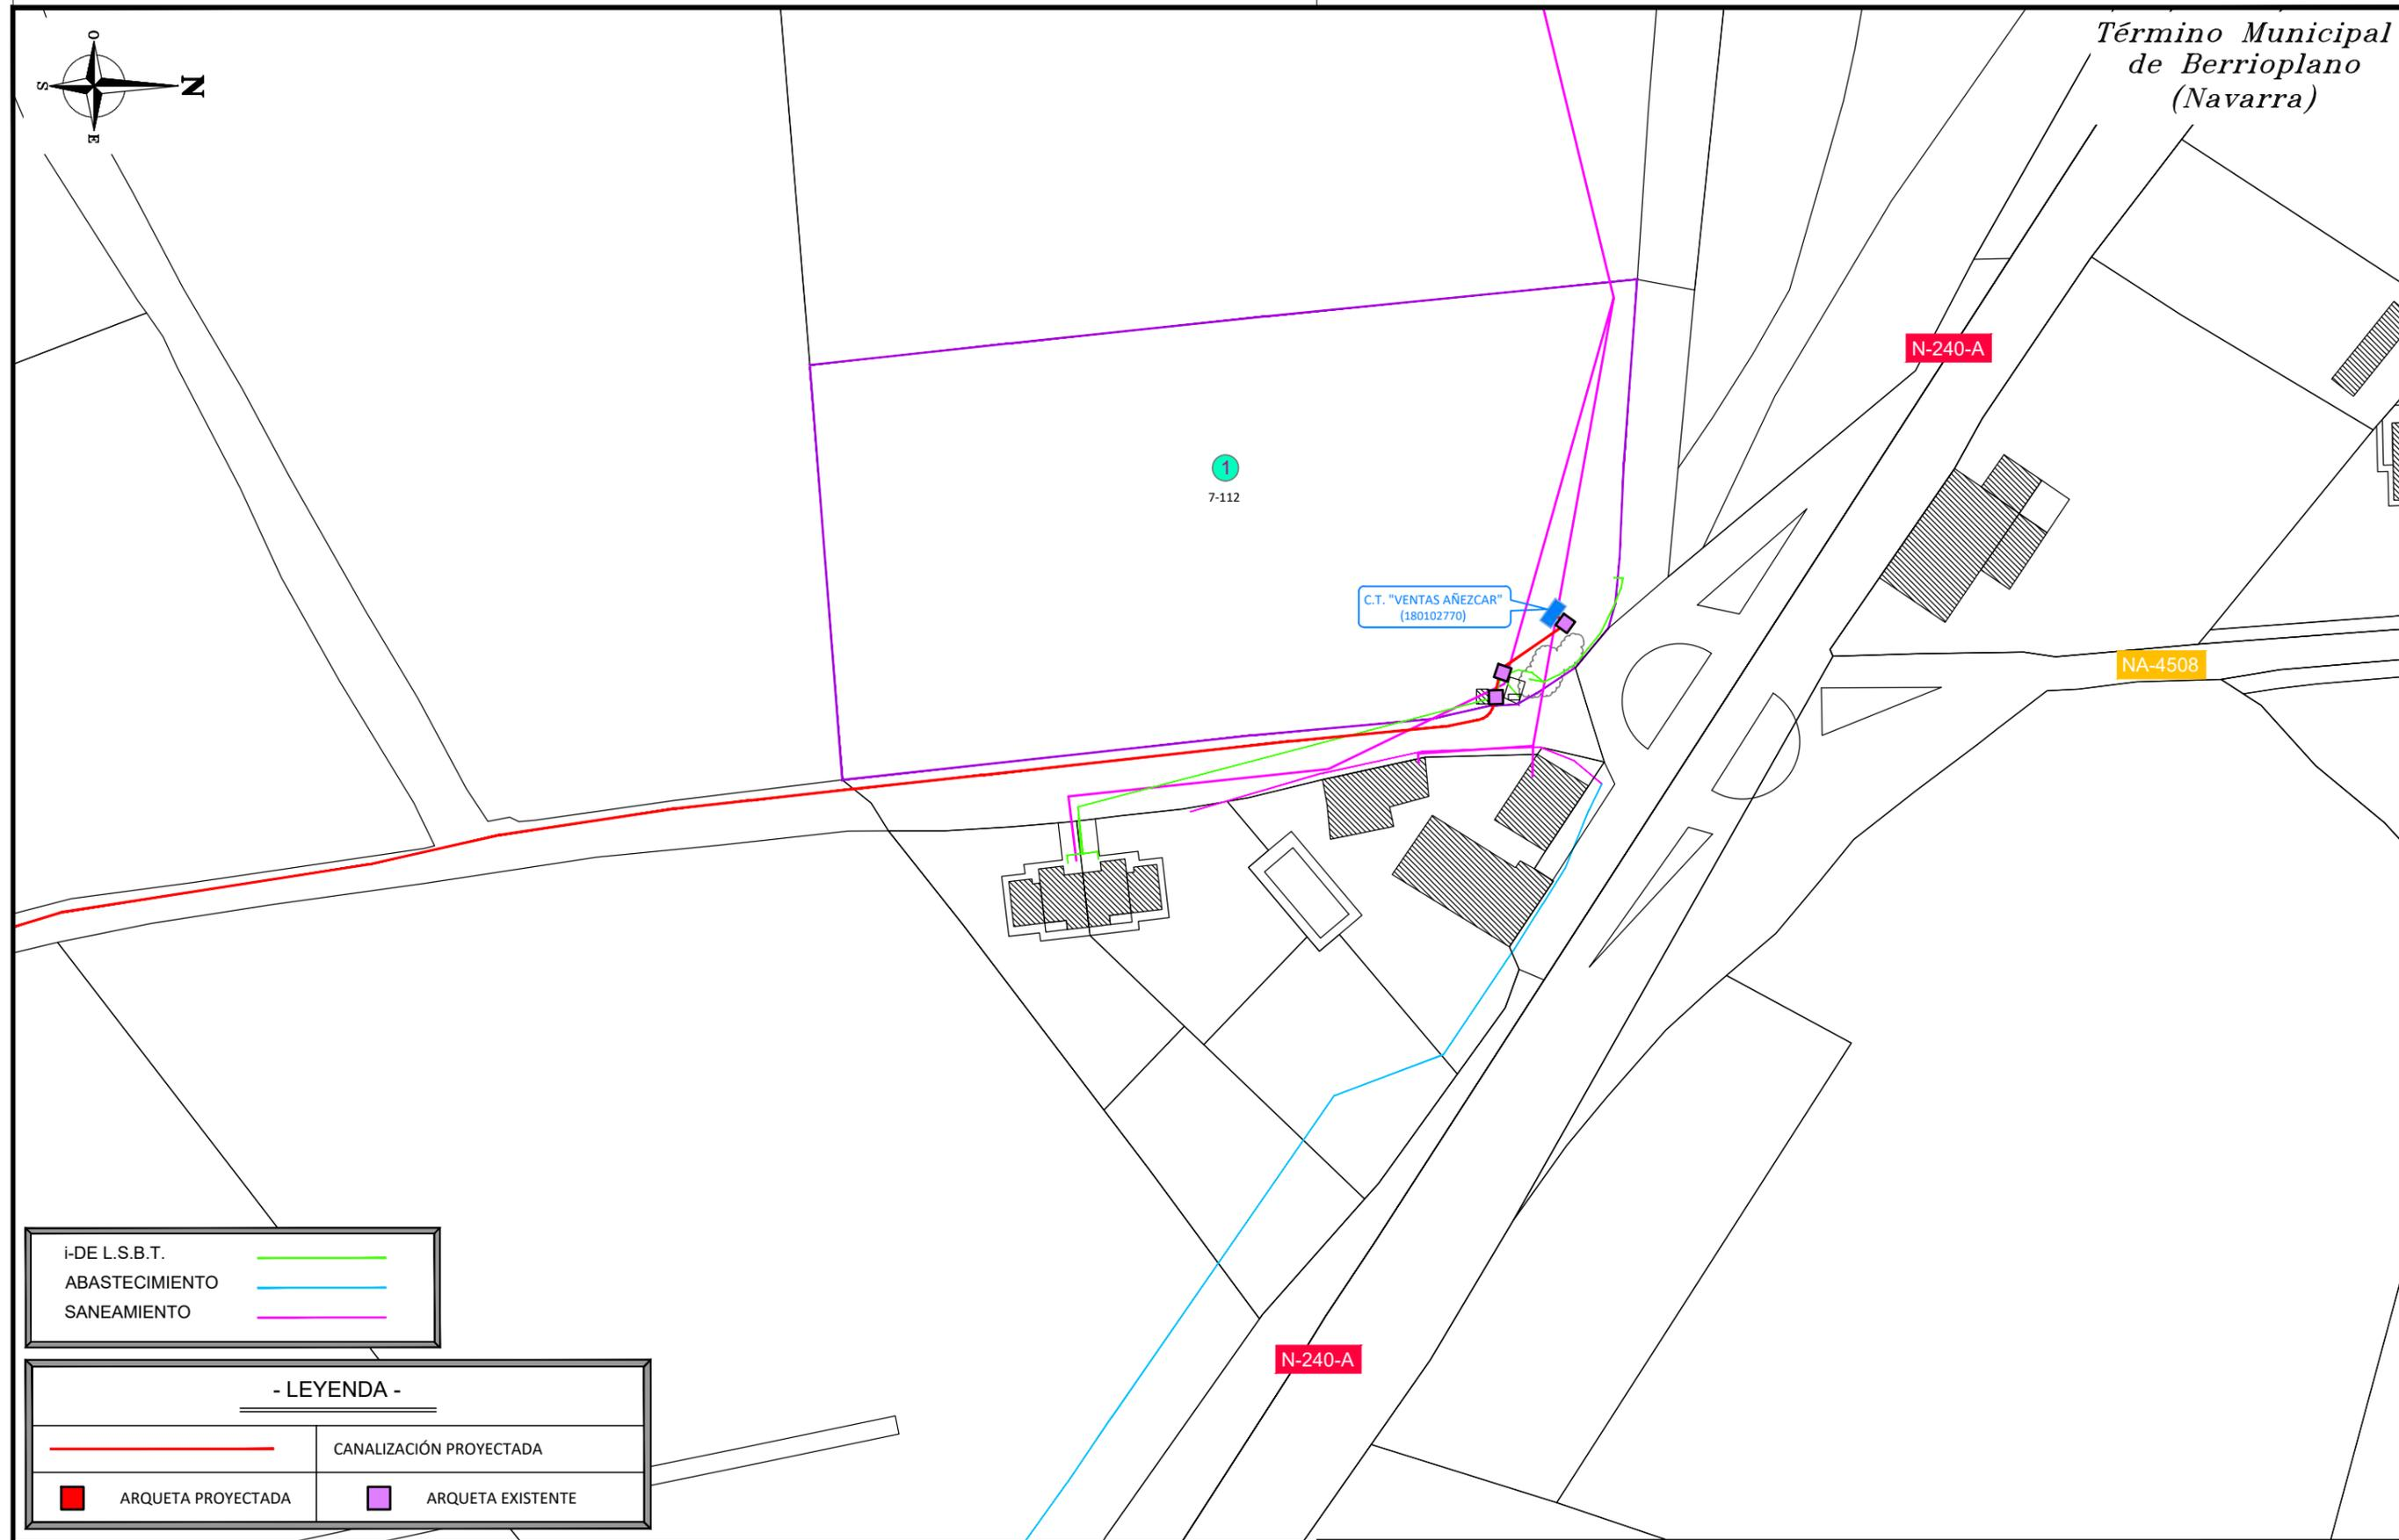 Término Municipal
de Berrioplano
(Navarra)
O
S
N
E
N-240-A
1
7-112
C.T. "VENTAS AÑEZCAR"
(180102770)
NA-4508
i-DE L.S.B.T.
ABASTECIMIENTO
SANEAMIENTO
N-240-A
- LEYENDA -
CANALIZACIÓN PROYECTADA
ARQUETA PROYECTADA
ARQUETA EXISTENTE